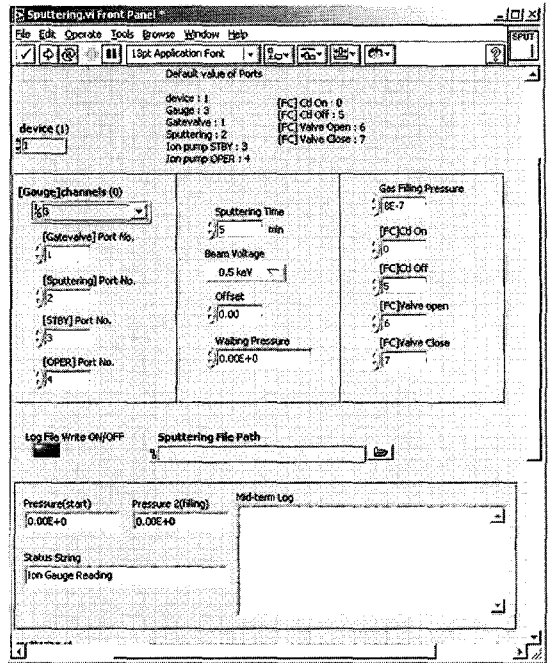 Sputtering.vi Front Panel *
File Edit Operate Tools Browse Window Help
13pt Application Font
SPUT
Default value of Ports
device : 1
Gauge : 3
Gatevalve : 1
Sputtering : 2
Ion pump STBY : 3
Ion pump OPER : 4
[FC] Ctl On : 0
[FC] Ctl Off : 5
[FC] Valve Open : 6
[FC] Valve Close : 7
device (1)
1
[Gauge]channels (0)
[Gatevalve] Port No.
1
[Sputtering] Port No.
2
[STBY] Port No.
3
[OPER] Port No.
4
Sputtering Time
5 min
Beam Voltage
0,5 keV
Offset
0.00
Waiting Pressure
0.00E+0
Gas Filling Pressure
8E-7
[FC]Ctl On
0
[FC]Ctl Off
5
[FC]Valve open
6
[FC]Valve Close
7
Log File Write ON/OFF
Sputtering File Path
Pressure(start)
0.00E+0
Pressure 2(filling)
0.00E+0
Mid-term Log
Status String
Ion Gauge Reading